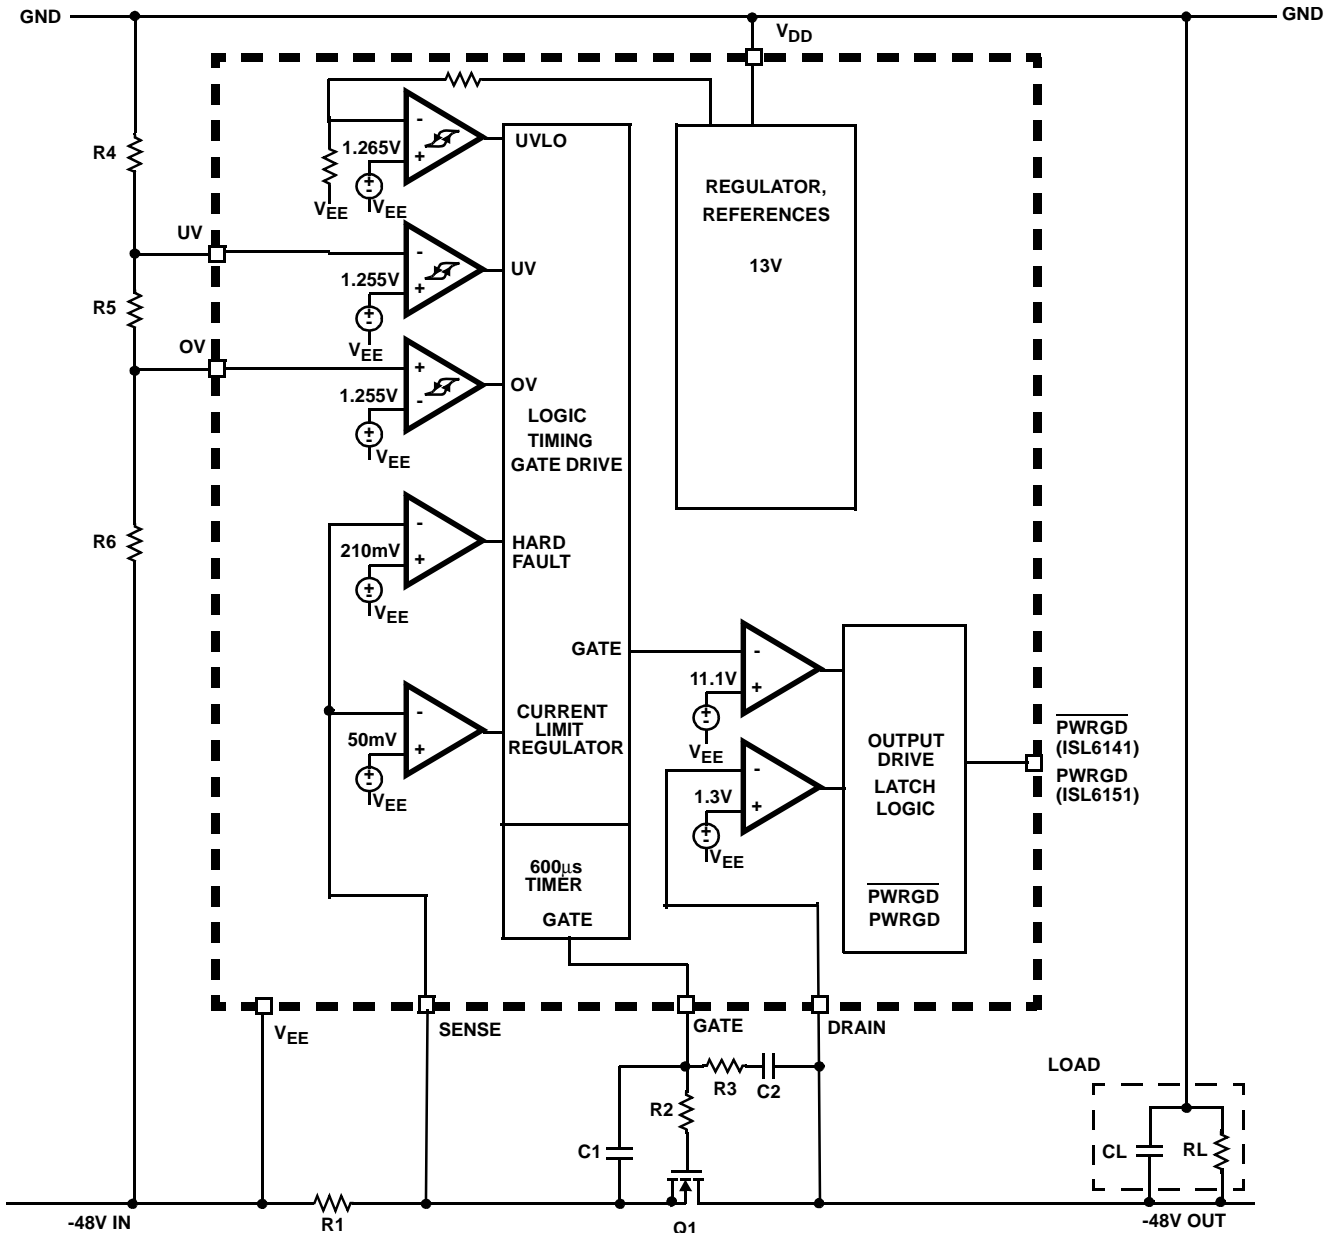 GND
GND
VDD
R4
1.265V
VEE
VEE
UVLO
REGULATOR,
REFERENCES
13V
UV
1.255V
VEE
UV
R5
OV
1.255V
VEE
OV
LOGIC
TIMING
GATE DRIVE
R6
210mV
VEE
HARD
FAULT
GATE
11.1V
VEE
50mV
VEE
CURRENT
LIMIT
REGULATOR
1.3V
VEE
OUTPUT
DRIVE
LATCH
LOGIC
PWRGD
PWRGD
PWRGD
(ISL6141)
PWRGD
(ISL6151)
600μs
TIMER
GATE
VEE
SENSE
GATE
DRAIN
R3
C2
R2
C1
LOAD
CL
RL
-48V IN
R1
Q1
-48V OUT
+
-
+
-
+
-
+
-
+
-
+
-
+
-
+
-
+
-
+
-
+
-
+
-
+
-
+
-